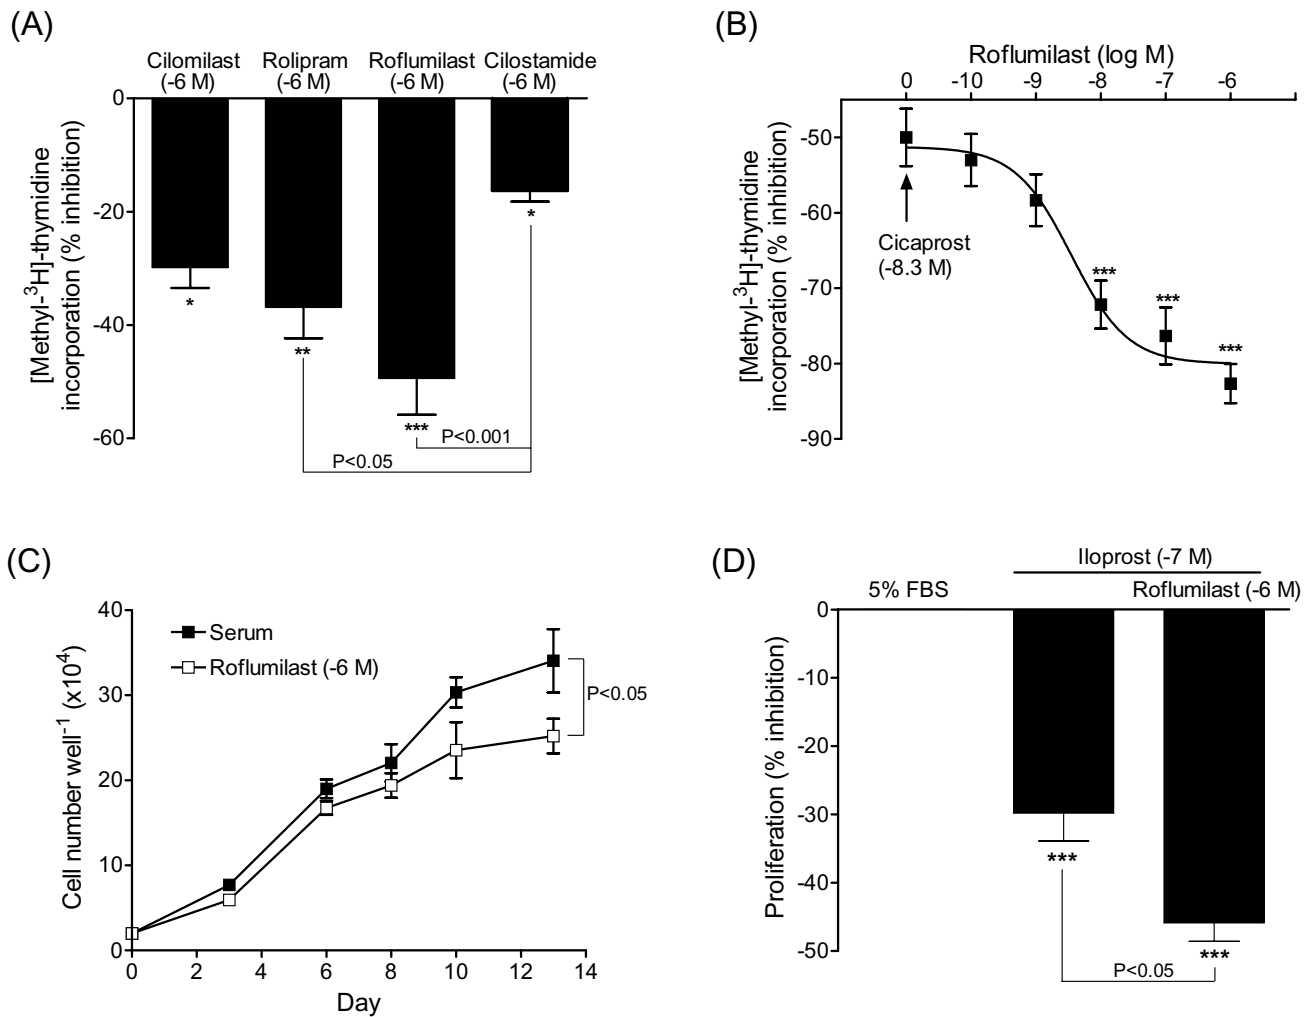 (A)
Cilomilast Rolipram Roflumilast Cilostamide
(-6 M) (-6 M) (-6 M) (-6 M)
0
-20
-40
-60
[Methyl-³H]-thymidine
incorporation (% inhibition)
*
**
***
*
P<0.001
P<0.05
(B)
Roflumilast (log M)
0 -10 -9 -8 -7 -6
-50
-60
-70
-80
-90
[Methyl-³H]-thymidine
incorporation (% inhibition)
Cicaprost
(-8.3 M)
***
***
***
(C)
40
30
20
10
0
Cell number well⁻¹ (x10⁴)
Serum
Roflumilast (-6 M)
P<0.05
0 2 4 6 8 10 12 14
Day
(D)
Iloprost (-7 M)
5% FBS Roflumilast (-6 M)
0
-10
-20
-30
-40
-50
Proliferation (% inhibition)
***
***
P<0.05